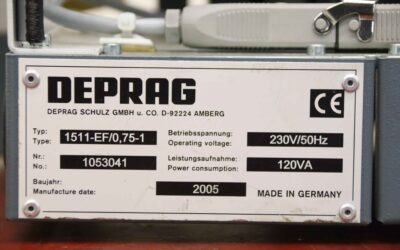 DEPRAG
DEPRAG SCHULZ GMBH u. CO. D-92224 AMBERG
CE
Typ:
Type: 1511-EF/0,75-1
Betriebsspannung:
Operating voltage: 230V/50Hz
Nr.:
No.: 1053041
Leistungsaufnahme:
Power consumption: 120VA
Baujahr:
Manufacture date: 2005
MADE IN GERMANY